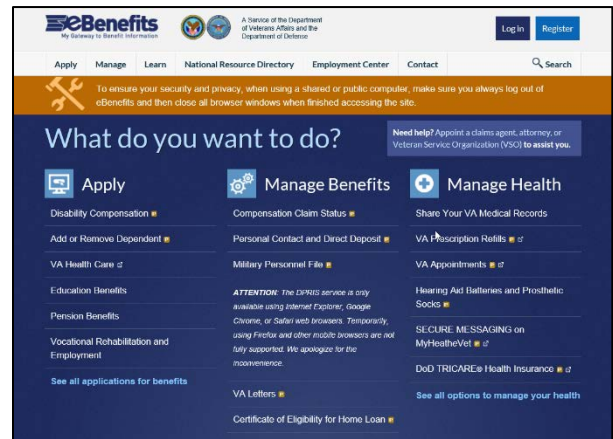 eBenefits
My Gateway to Benefit Information
A Service of the Department
of Veterans Affairs and the
Department of Defense
Log in
Register
Apply
Manage
Learn
National Resource Directory
Employment Center
Contact
Search
To ensure your security and privacy, when using a shared or public computer, make sure you always log out of
eBenefits and then close all browser windows when finished accessing the
site.
What do you want to do?
Need help? Appoint a claims agent, attorney, or
Veteran Service Organization (VSO) to assist you.
Apply
Disability Compensation
Add or Remove Dependent
VA Health Care
Education Benefits
Pension Benefits
Vocational Rehabilitation and
Employment
See all applications for benefits
Manage Benefits
Compensation Claim Status
Personal Contact and Direct Deposit
Military Personnel File
ATTENTION: The DPRIS service is only
available using Internet Explorer, Google
Chrome, or Safari web browsers. Temporarily,
using Firefox and other mobile browsers are not
fully supported. We apologize for the
inconvenience.
VA Letters
Certificate of Eligibility for Home Loan
Manage Health
Share Your VA Medical Records
VA Prescription Refills
VA Appointments
Hearing Aid Batteries and Prosthetic
Socks
SECURE MESSAGING on
MyHeatheVet
DoD TRICARE® Health Insurance
See all options to manage your health